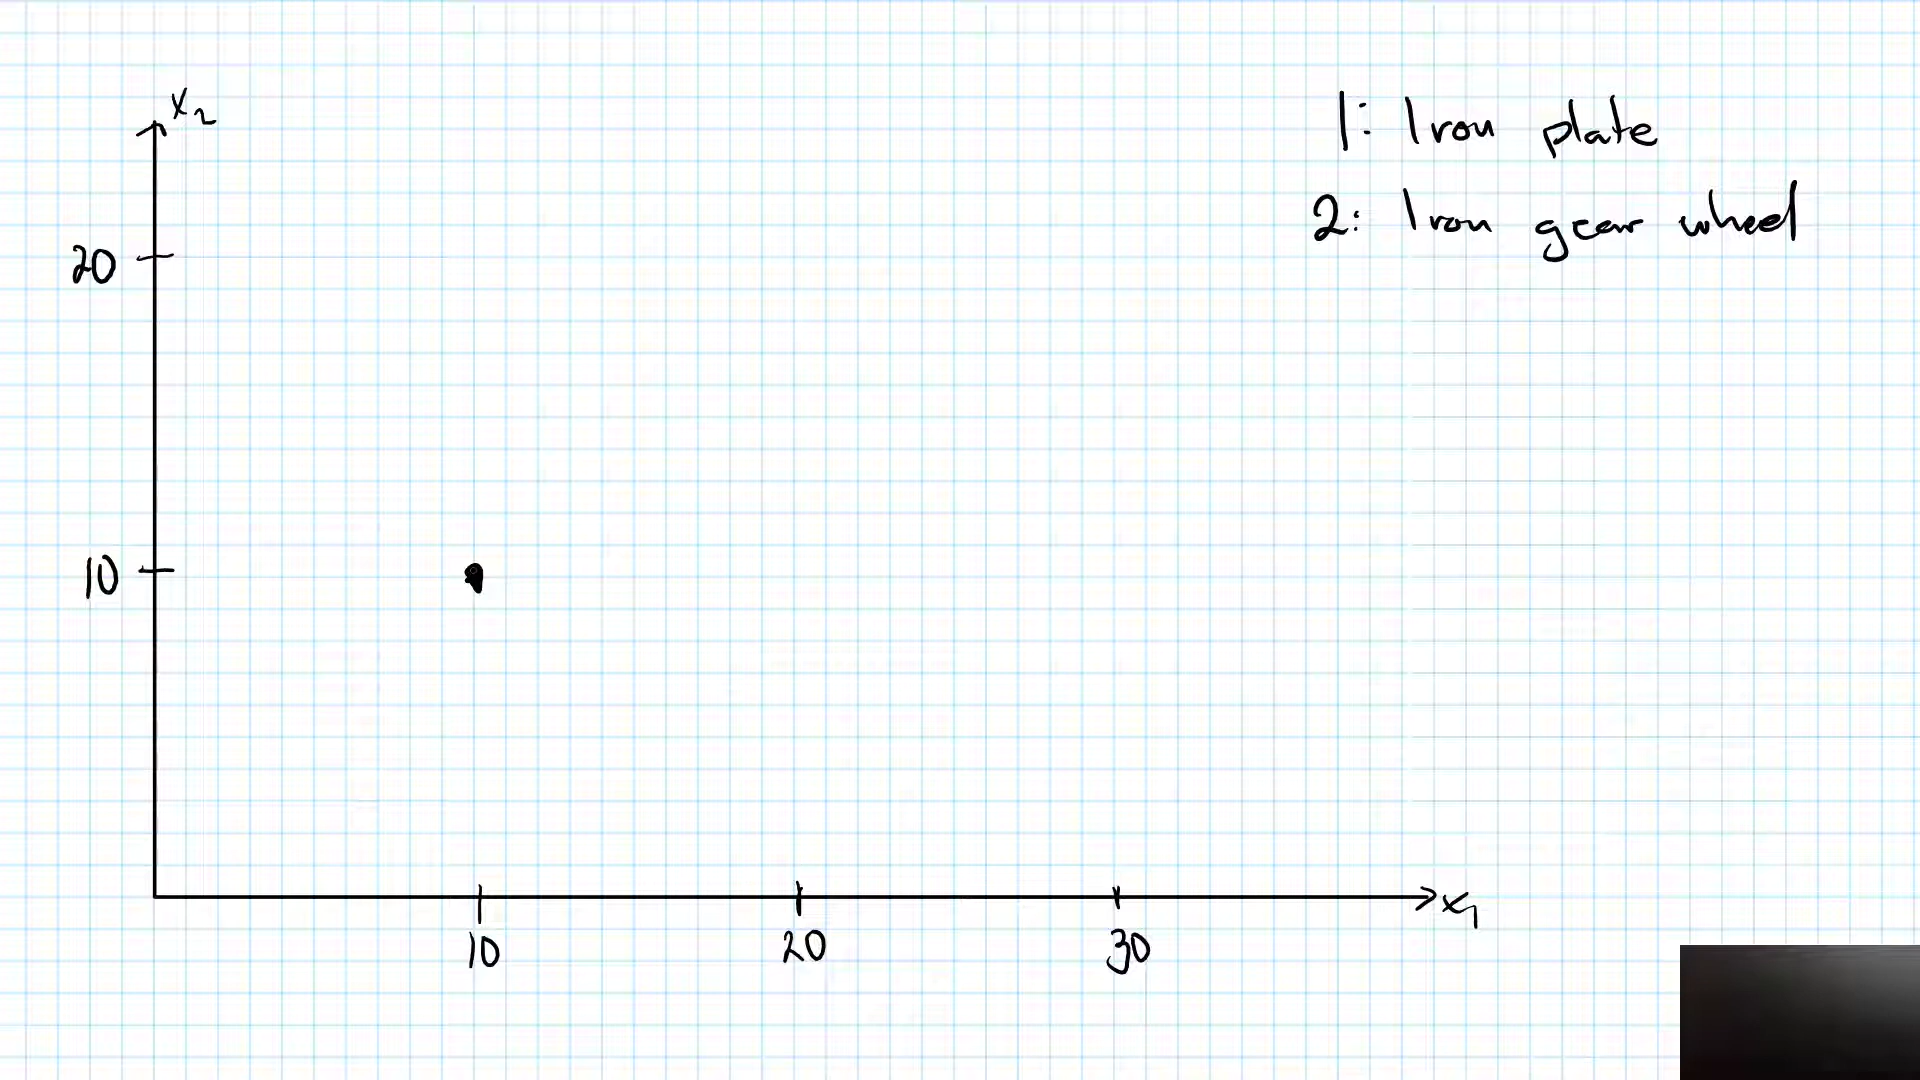 x₂
1: Iron plate
2: Iron gear wheel
20
10
x₁
10 20 30